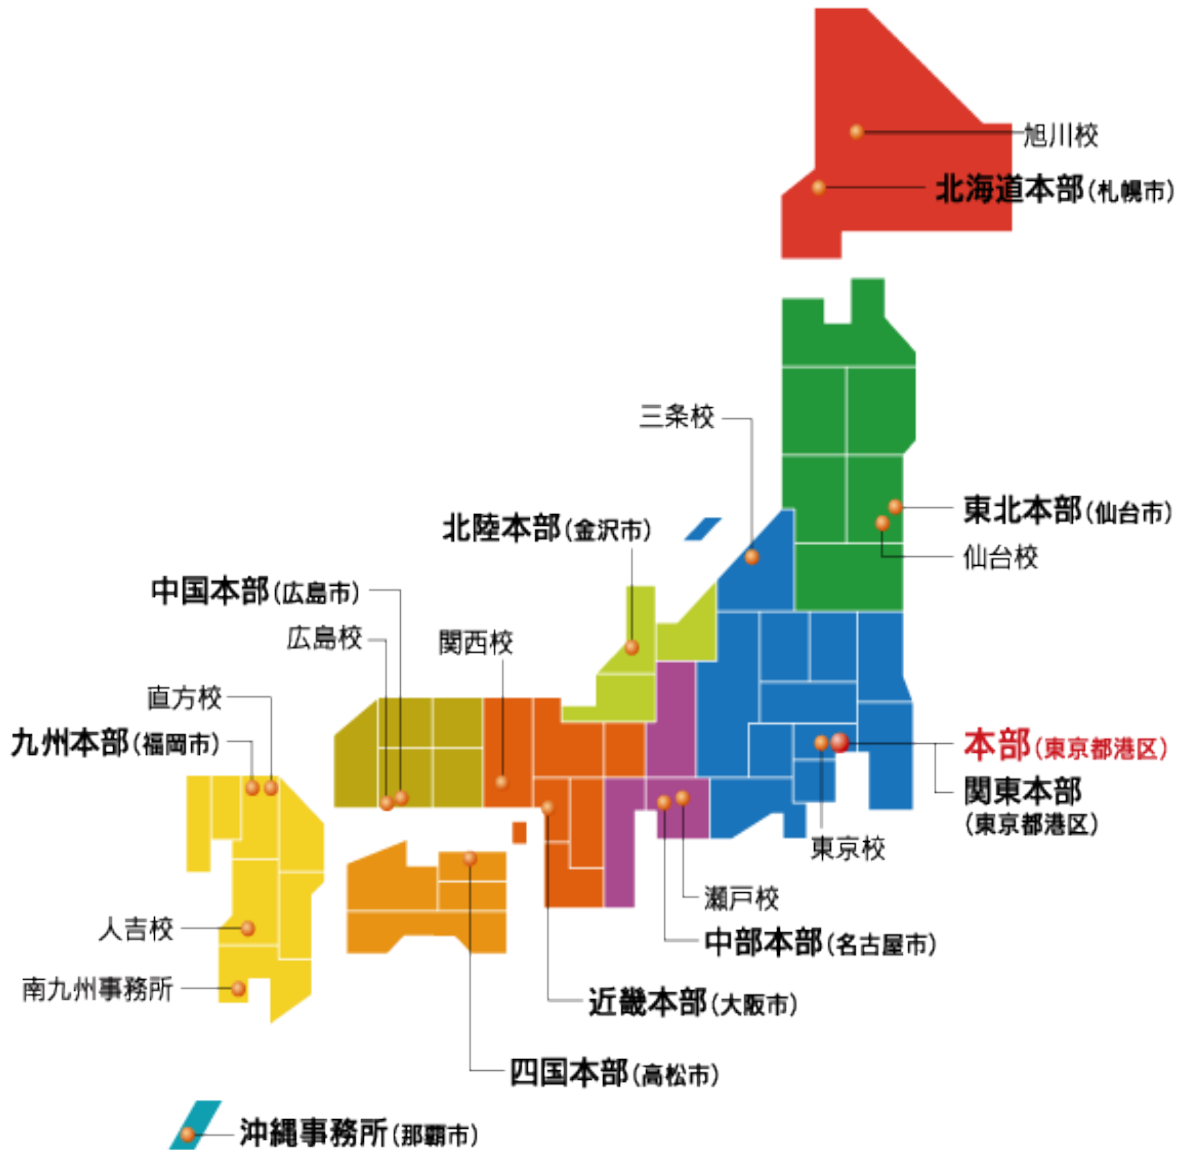 旭川校
北海道本部(札幌市)
三条校
東北本部(仙台市)
北陸本部(金沢市)
仙台校
中国本部(広島市)
広島校
関西校
直方校
九州本部(福岡市)
本部(東京都港区)
関東本部
(東京都港区)
東京校
瀬戸校
人吉校
中部本部(名古屋市)
南九州事務所
近畿本部(大阪市)
四国本部(高松市)
沖縄事務所(那覇市)